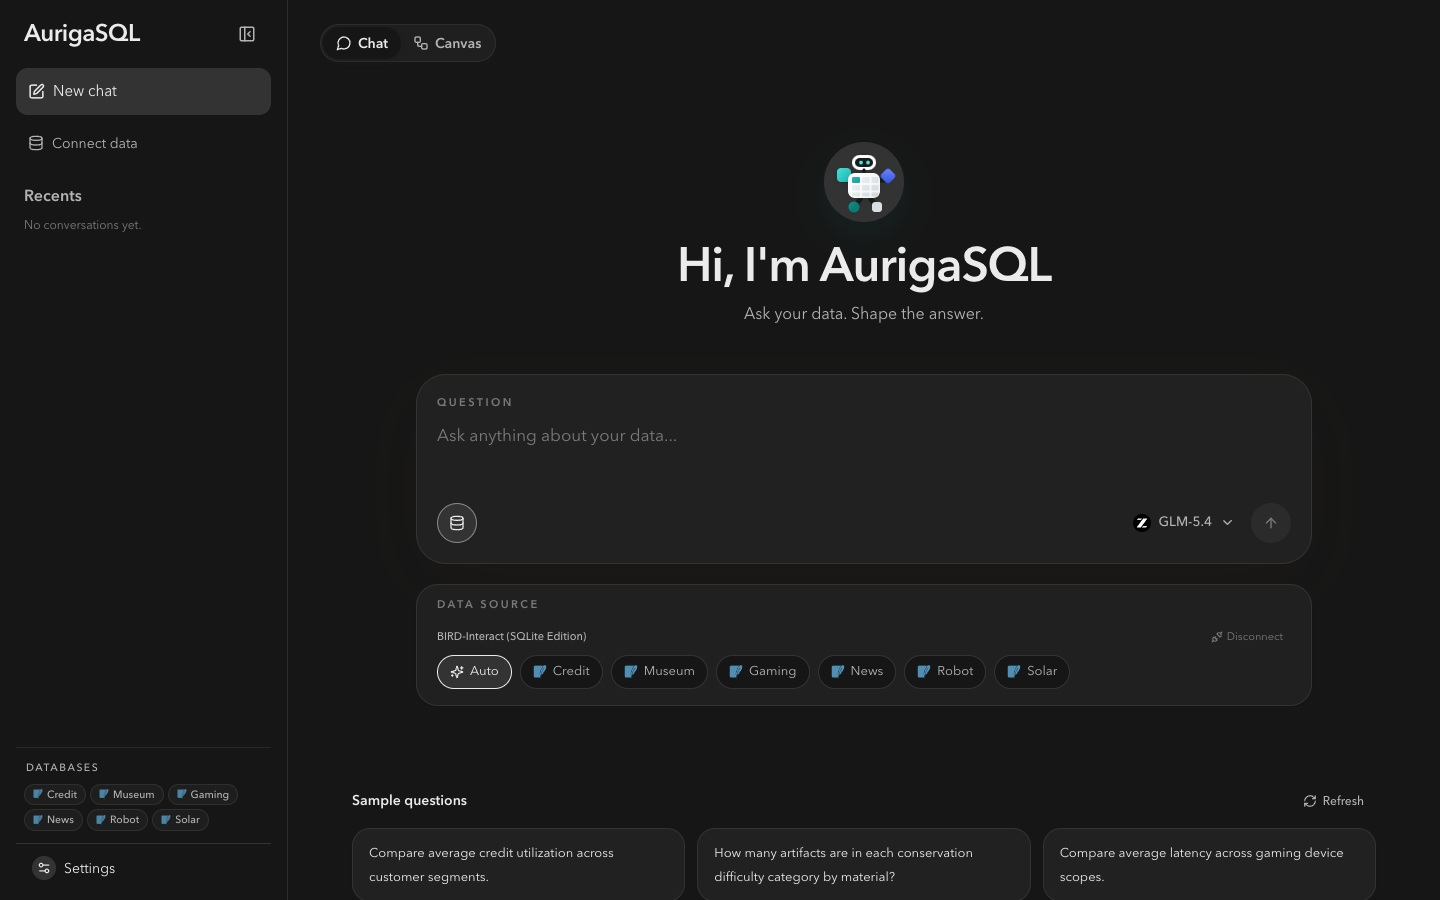 AurigaSQL
New chat
Connect data
Recents
No conversations yet.
DATABASES
Credit
Museum
Gaming
News
Robot
Solar
Settings
Chat
Canvas
Hi, I'm AurigaSQL
Ask your data. Shape the answer.
QUESTION
Ask anything about your data...
GLM-5.4
DATA SOURCE
BIRD-Interact (SQLite Edition)
Disconnect
Auto
Credit
Museum
Gaming
News
Robot
Solar
Sample questions
Refresh
Compare average credit utilization across
customer segments.
How many artifacts are in each conservation
difficulty category by material?
Compare average latency across gaming device
scopes.